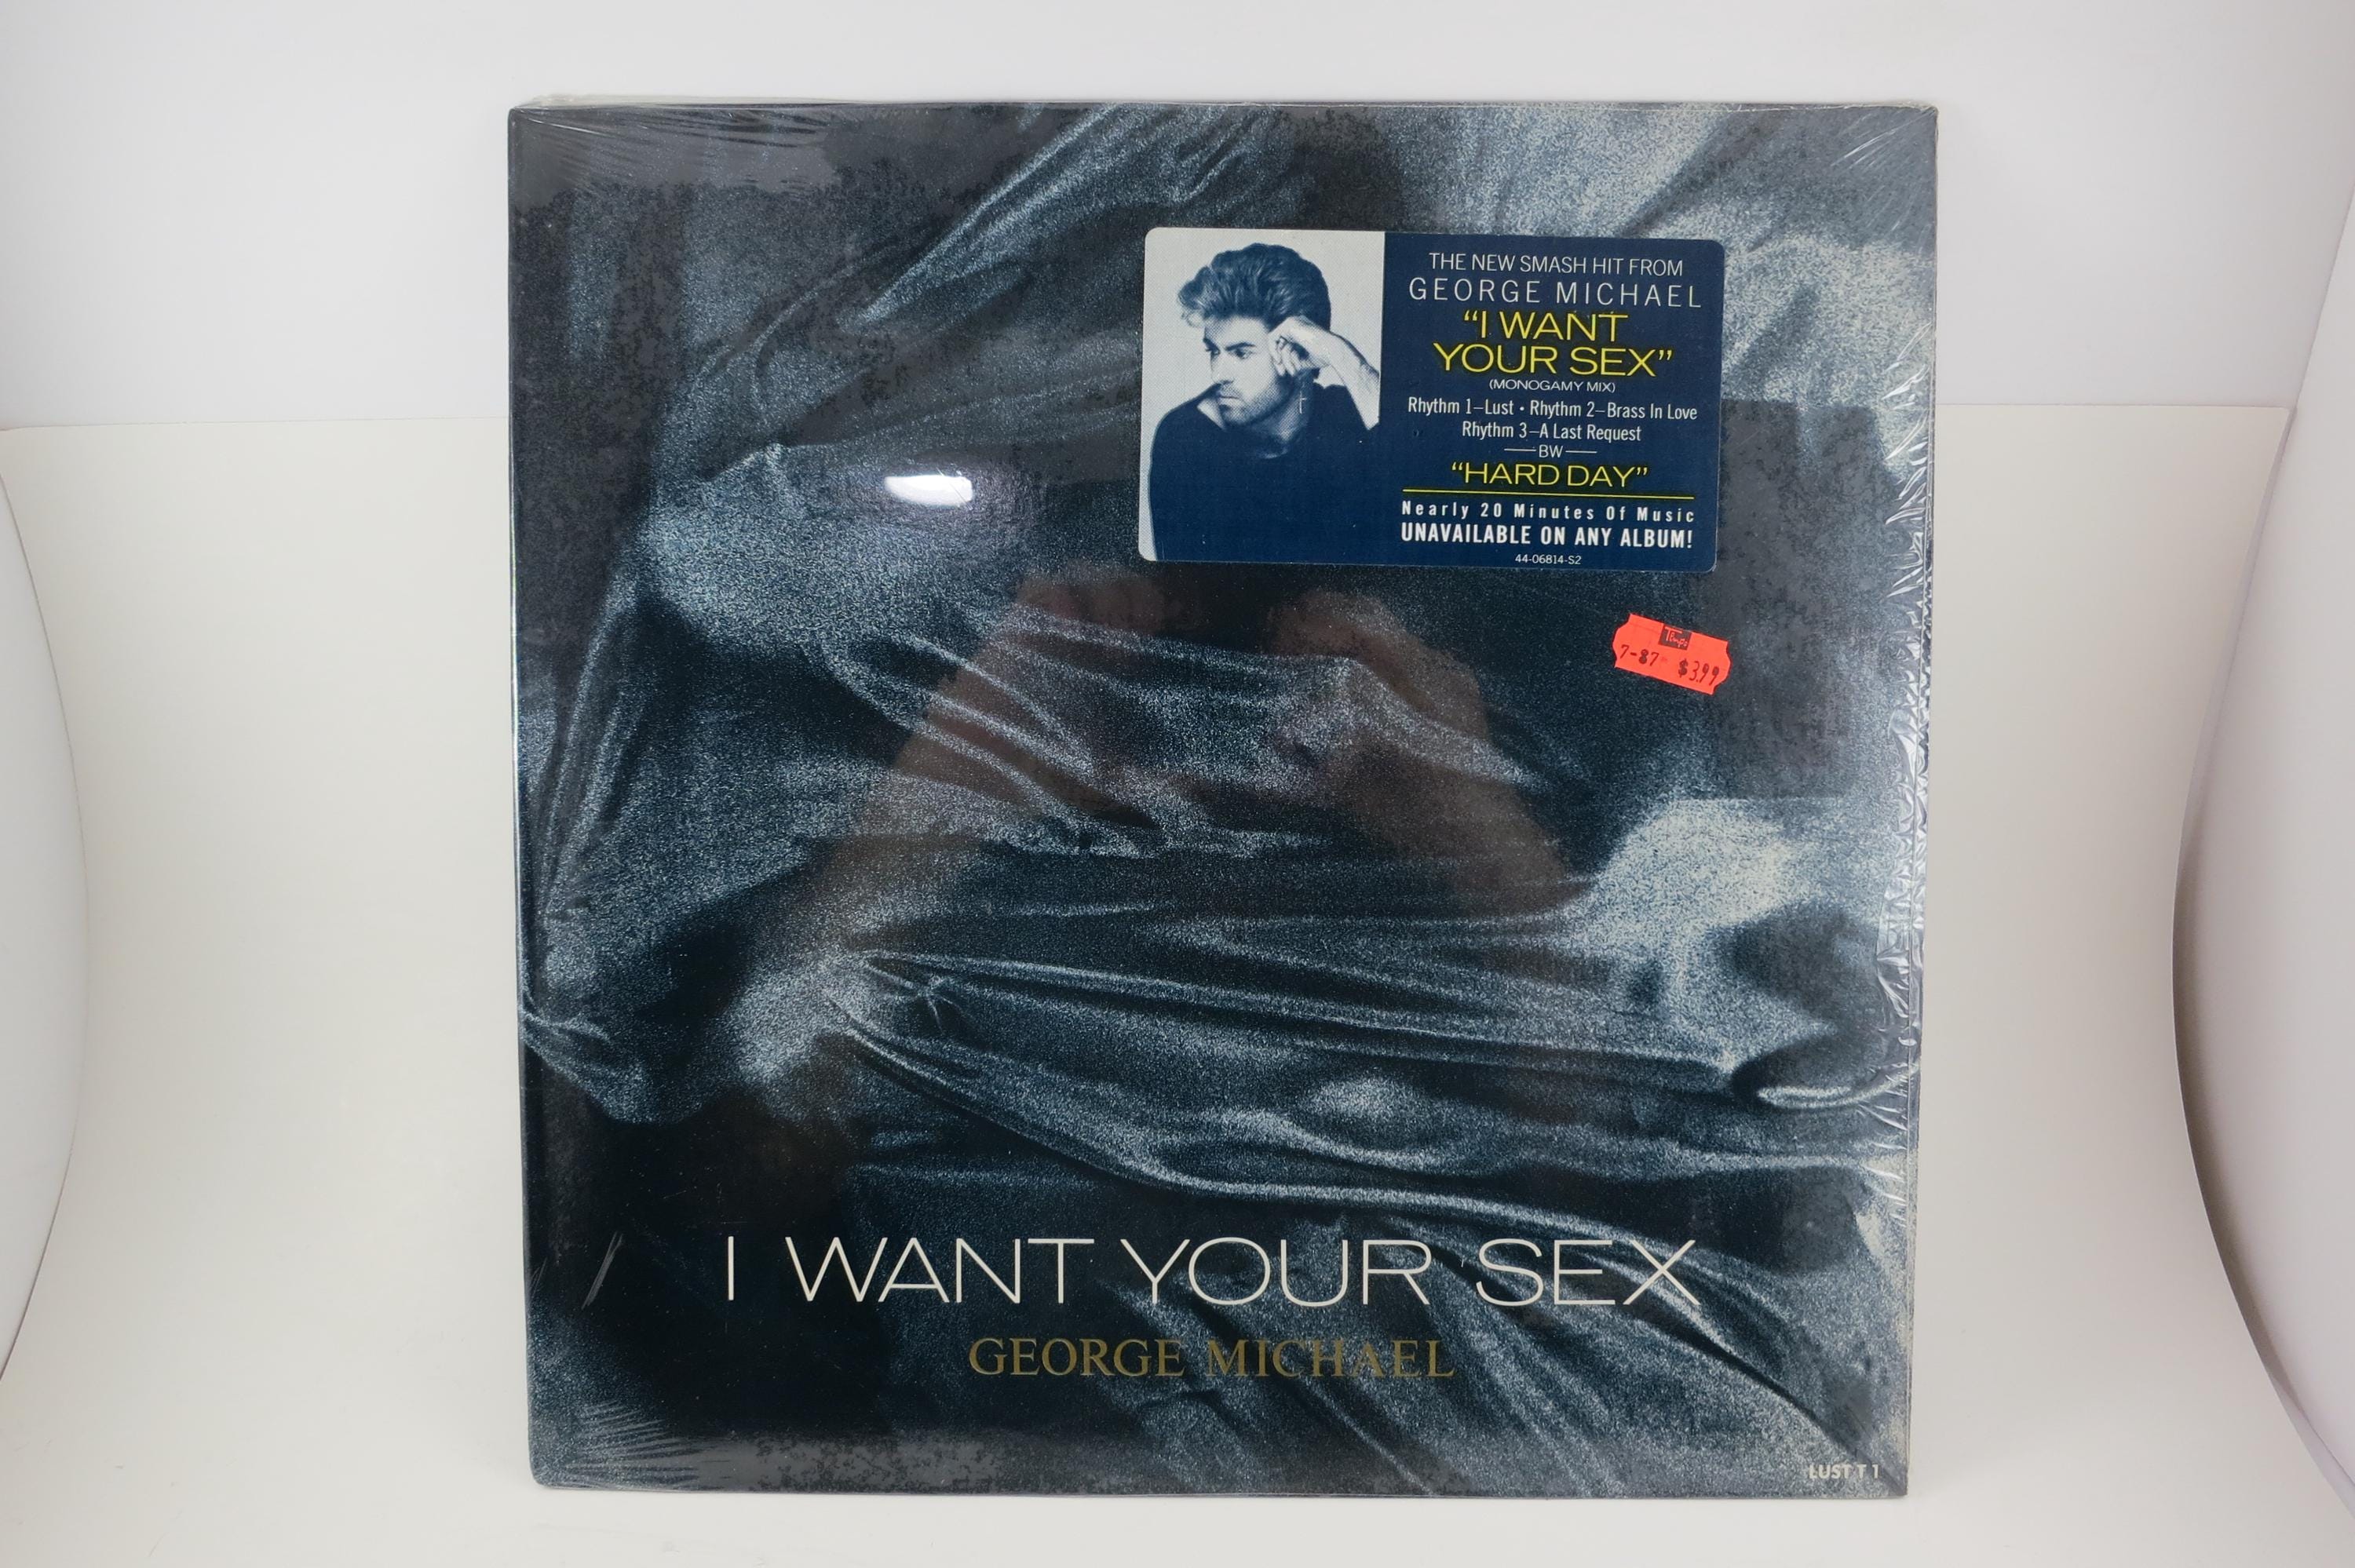 THE NEW SMASH HIT FROM
GEORGE MICHAEL
“I WANT
YOUR SEX”
(MONOGAMY MIX)
Rhythm 1–Lust • Rhythm 2–Brass In Love
Rhythm 3–A Last Request
BW
“HARD DAY”
Nearly 20 Minutes Of Music
UNAVAILABLE ON ANY ALBUM!
44-06814-S2
7-87 $3.99
I WANT YOUR SEX
GEORGE MICHAEL
LUST T 1